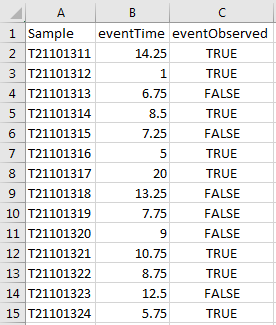 A B C
1 Sample eventTime eventObserved
2 T21101311 14.25 TRUE
3 T21101312 1 TRUE
4 T21101313 6.75 FALSE
5 T21101314 8.5 TRUE
6 T21101315 7.25 FALSE
7 T21101316 5 TRUE
8 T21101317 20 TRUE
9 T21101318 13.25 FALSE
10 T21101319 7.75 FALSE
11 T21101320 9 FALSE
12 T21101321 10.75 TRUE
13 T21101322 8.75 TRUE
14 T21101323 12.5 FALSE
15 T21101324 5.75 TRUE